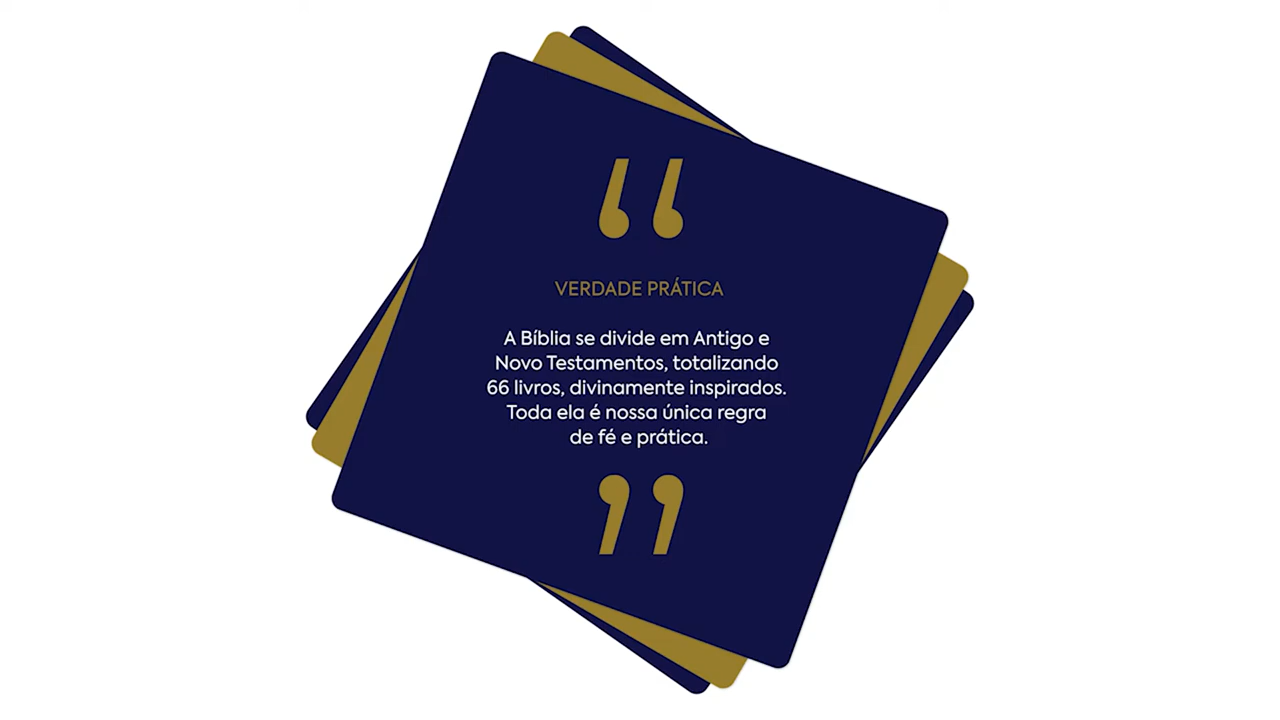 VERDADE PRÁTICA
A Bíblia se divide em Antigo e
Novo Testamentos, totalizando
66 livros, divinamente inspirados.
Toda ela é nossa única regra
de fé e prática.